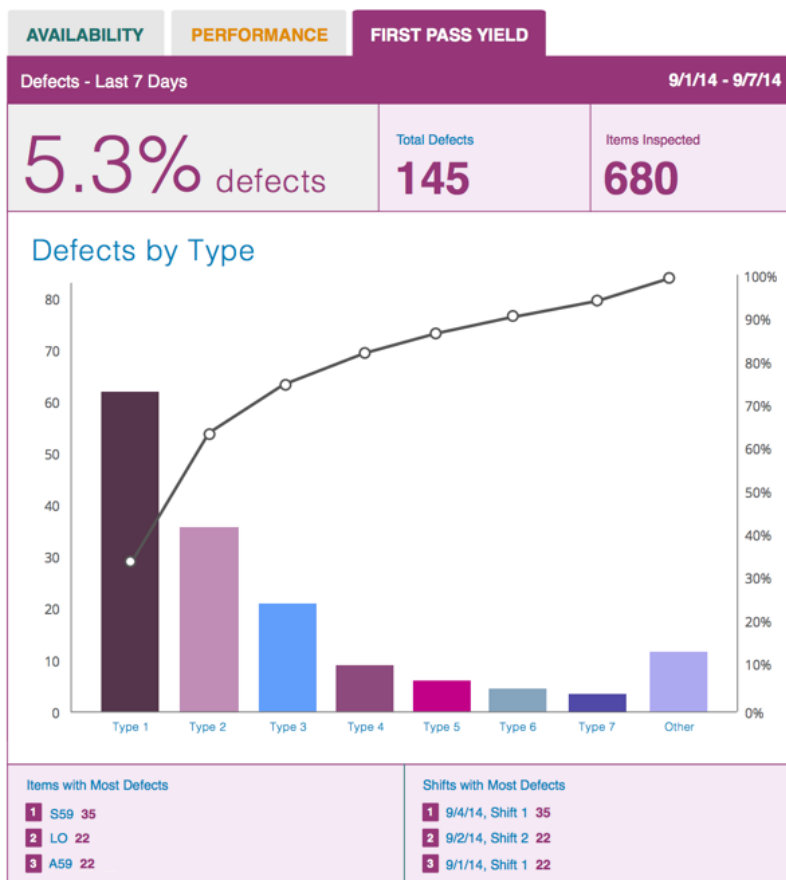 AVAILABILITY PERFORMANCE FIRST PASS YIELD
Defects - Last 7 Days 9/1/14 - 9/7/14
5.3% defects
Total Defects
145
Items Inspected
680
Defects by Type
80
70
60
50
40
30
20
10
0
100%
90%
80%
70%
60%
50%
40%
30%
20%
10%
0%
Type 1 Type 2 Type 3 Type 4 Type 5 Type 6 Type 7 Other
Items with Most Defects
1 S59 35
2 LO 22
3 A59 22
Shifts with Most Defects
1 9/4/14, Shift 1 35
2 9/2/14, Shift 2 22
3 9/1/14, Shift 1 22